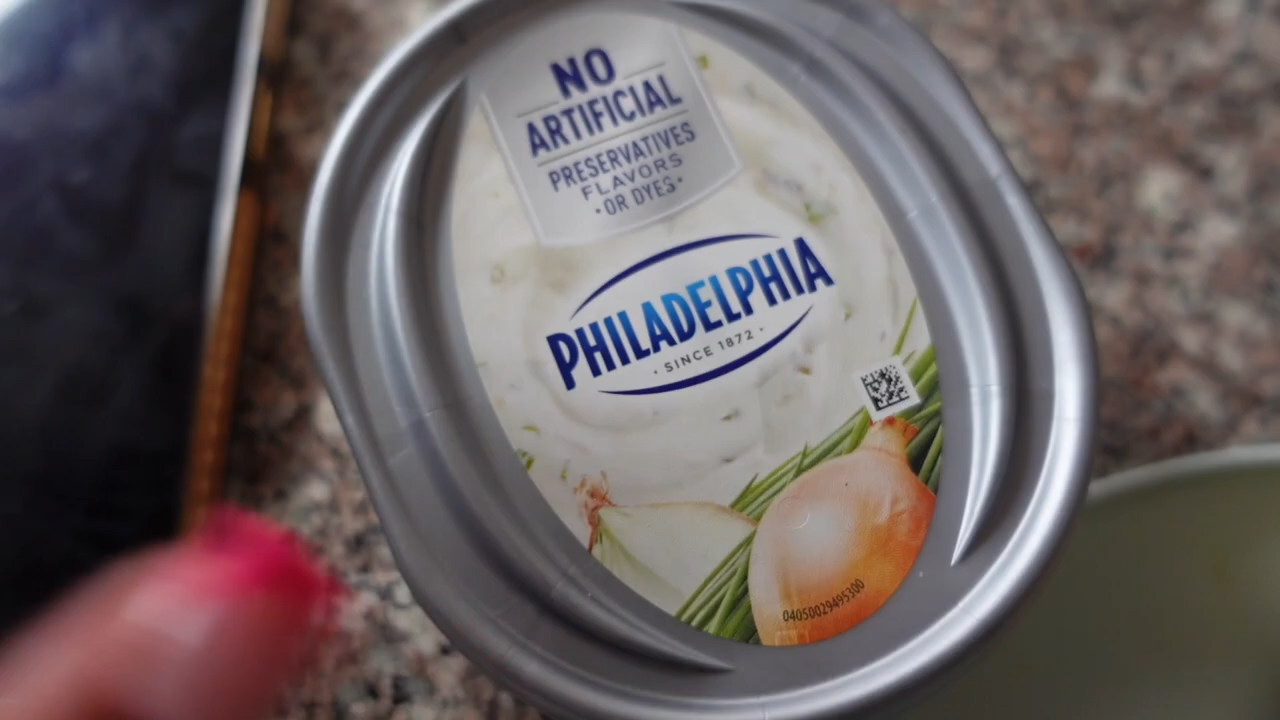 NO
ARTIFICIAL
PRESERVATIVES
FLAVORS
•OR DYES•
PHILADELPHIA
• SINCE 1872 •
04050029495300